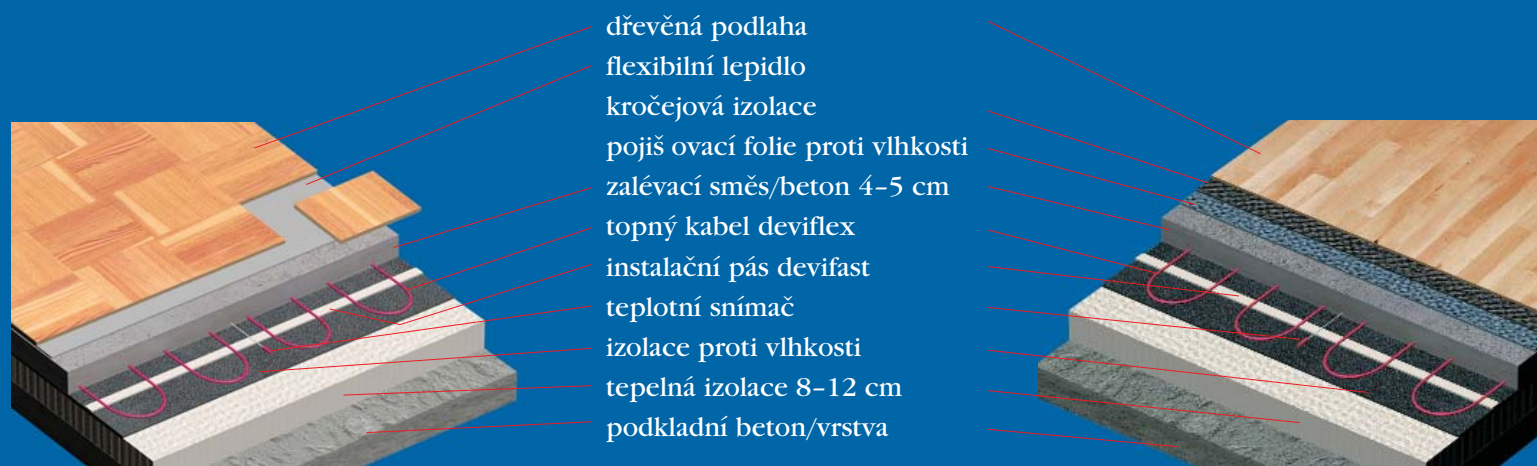 dřevěná podlaha
flexibilní lepidlo
kročejová izolace
pojiš ovací folie proti vlhkosti
zalévací směs/beton 4–5 cm
topný kabel deviflex
instalační pás devifast
teplotní snímač
izolace proti vlhkosti
tepelná izolace 8–12 cm
podkladní beton/vrstva